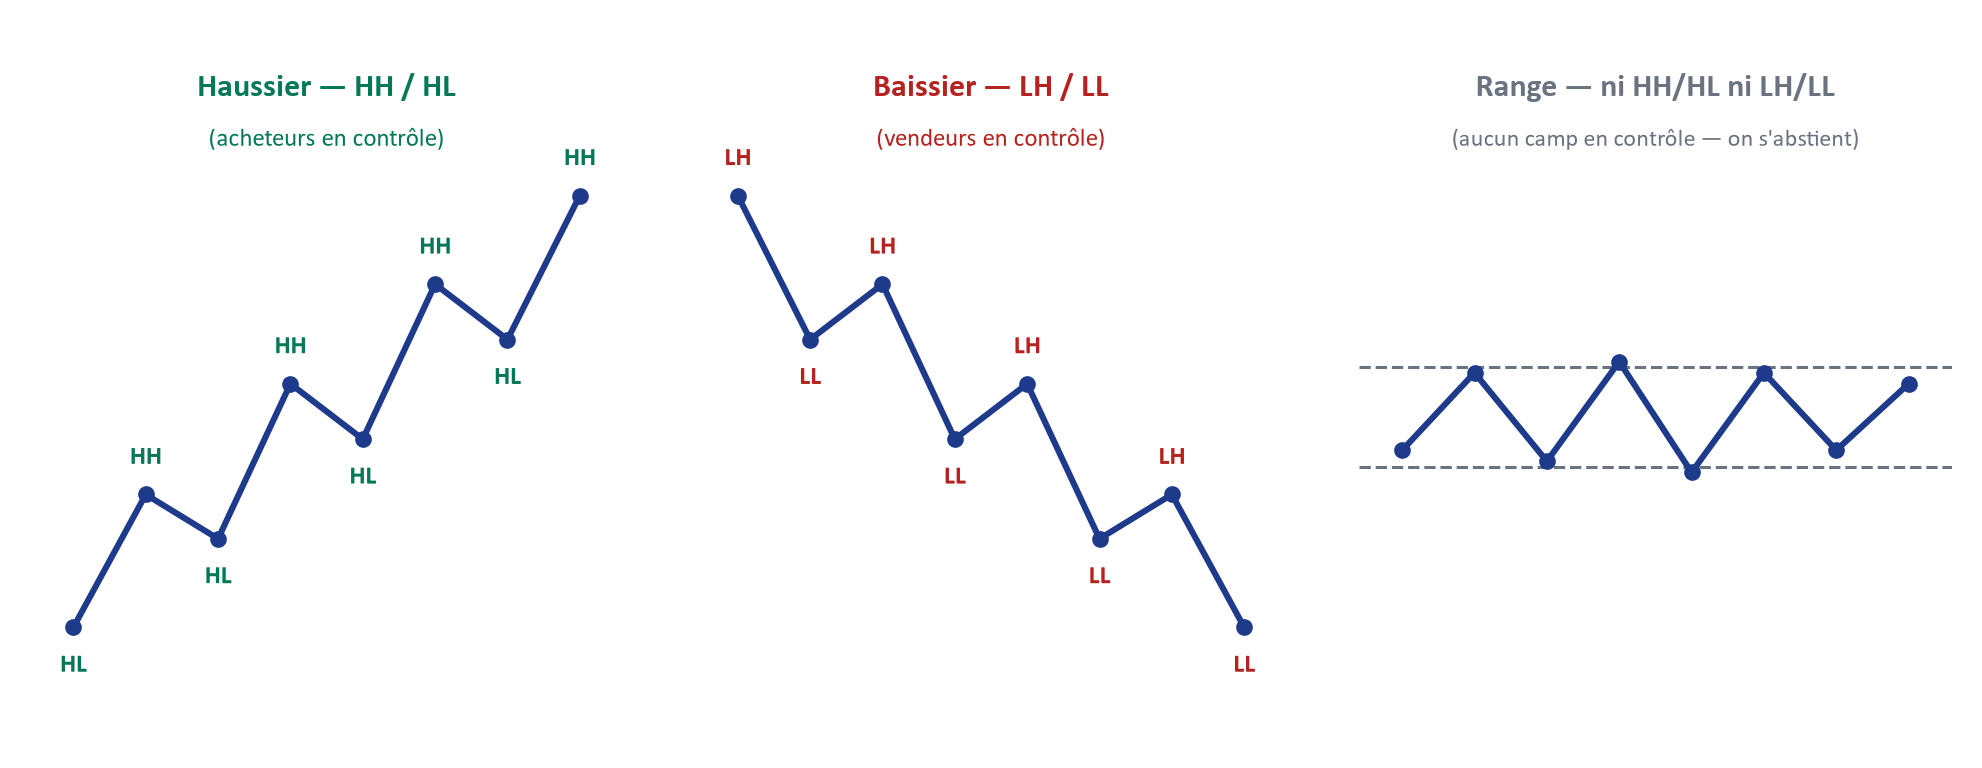 Haussier — HH / HL
(acheteurs en contrôle)
HH
HH
HL
HH
HL
HH
HL
HL
Baissier — LH / LL
(vendeurs en contrôle)
LH
LH
LL
LH
LL
LH
LL
LL
Range — ni HH/HL ni LH/LL
(aucun camp en contrôle — on s'abstient)